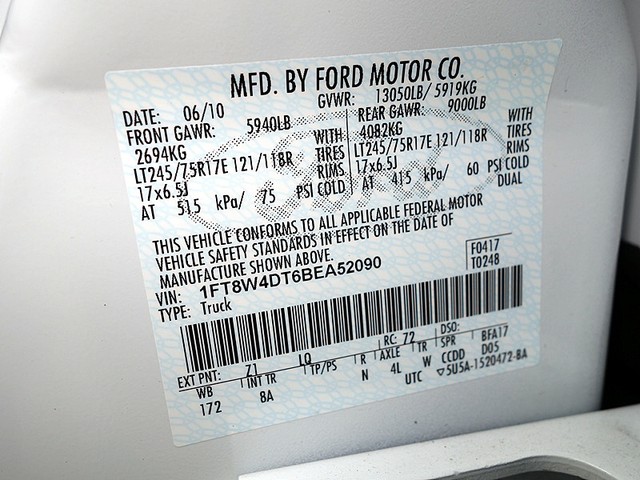 MFD. BY FORD MOTOR CO.
DATE: 06/10 GVWR: 13050LB/ 5919KG
FRONT GAWR: 5940LB REAR GAWR: 9000LB
2694KG WITH 4082KG WITH
LT245/75R17E 121/118R TIRES LT245/75R17E 121/118R TIRES
17x6.5J RIMS 17x6.5J RIMS
AT 515 kPa/ 75 PSI COLD AT 415 kPa/ 60 PSI COLD
DUAL
THIS VEHICLE CONFORMS TO ALL APPLICABLE FEDERAL MOTOR
VEHICLE SAFETY STANDARDS IN EFFECT ON THE DATE OF
MANUFACTURE SHOWN ABOVE.
VIN: 1FT8W4DT6BEA52090 F0417
TYPE: Truck T0248
EXT PNT: Z1 LQ RC: 72 DSO:
WB INT TR TP/PS R AXLE TR SPR BFA17
172 8A N 4L W CCDD D05
UTC ▽5U5A-1520472-BA